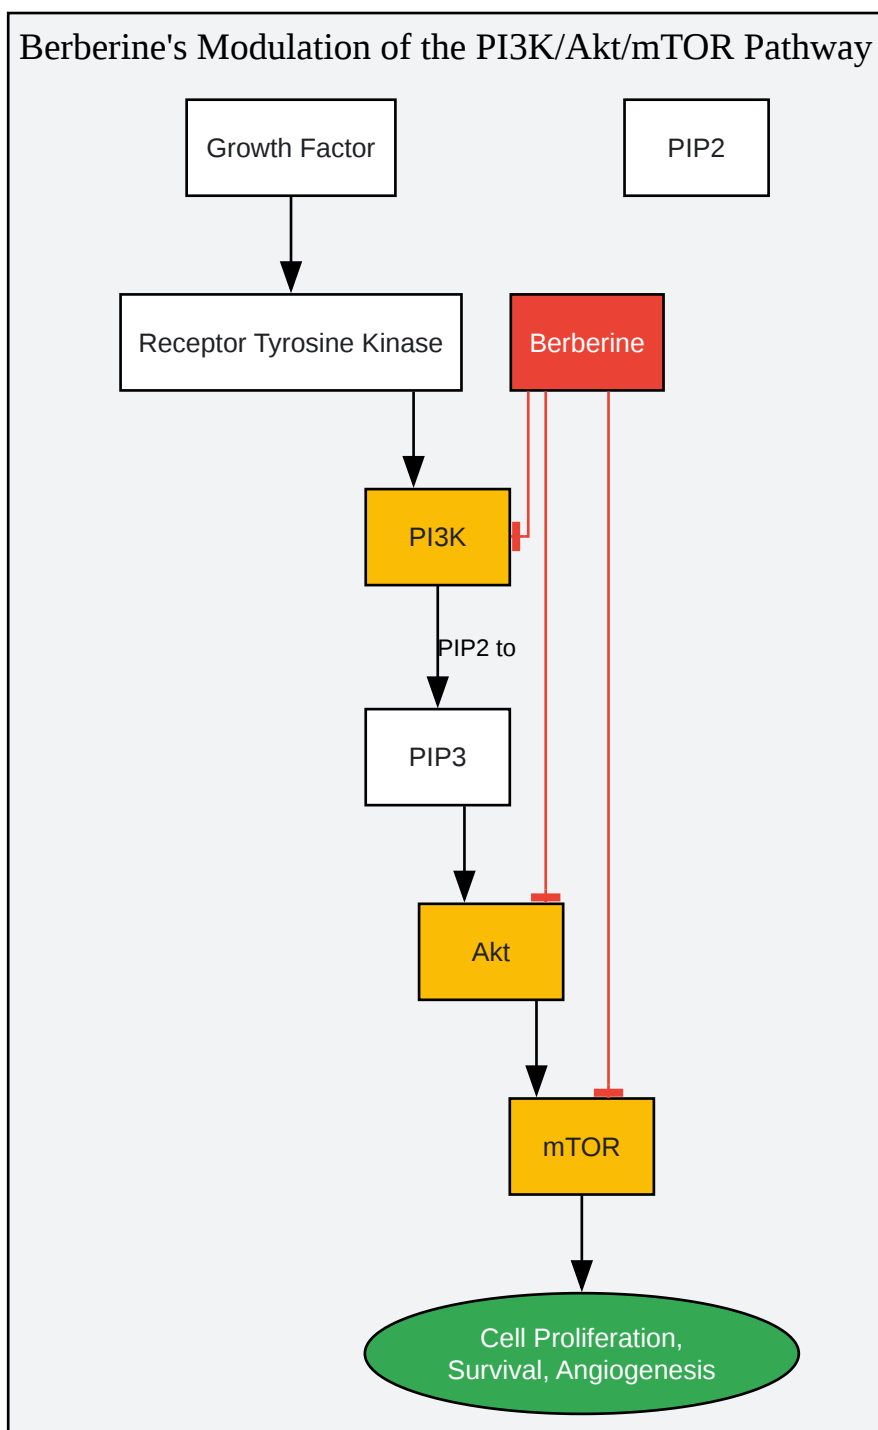 Berberine's Modulation of the PI3K/Akt/mTOR Pathway
Growth Factor
PIP2
Receptor Tyrosine Kinase
Berberine
PI3K
PIP2 to
PIP3
Akt
mTOR
Cell Proliferation,
Survival, Angiogenesis